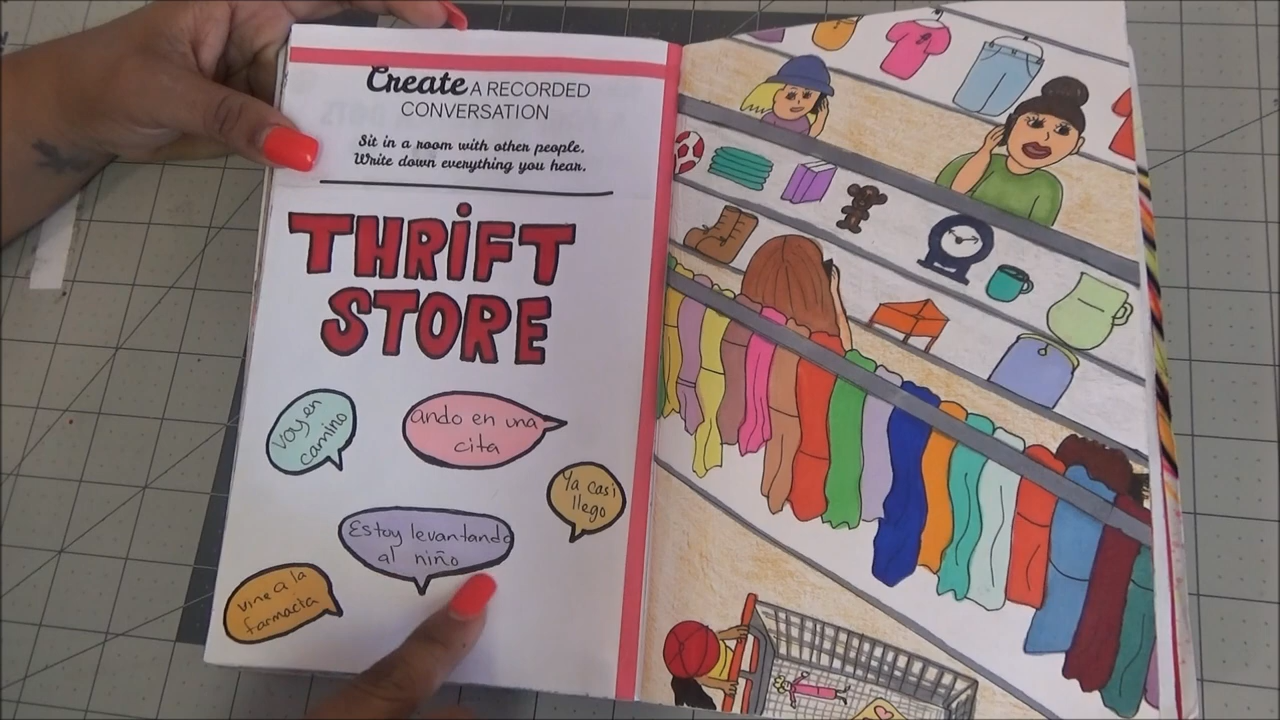 Create A RECORDED
CONVERSATION
Sit in a room with other people.
Write down everything you hear.
THRIFT
STORE
voy en
camino
ando en una
cita
Ya casi
llego
Estoy levantando
al niño
vine a la
farmacia